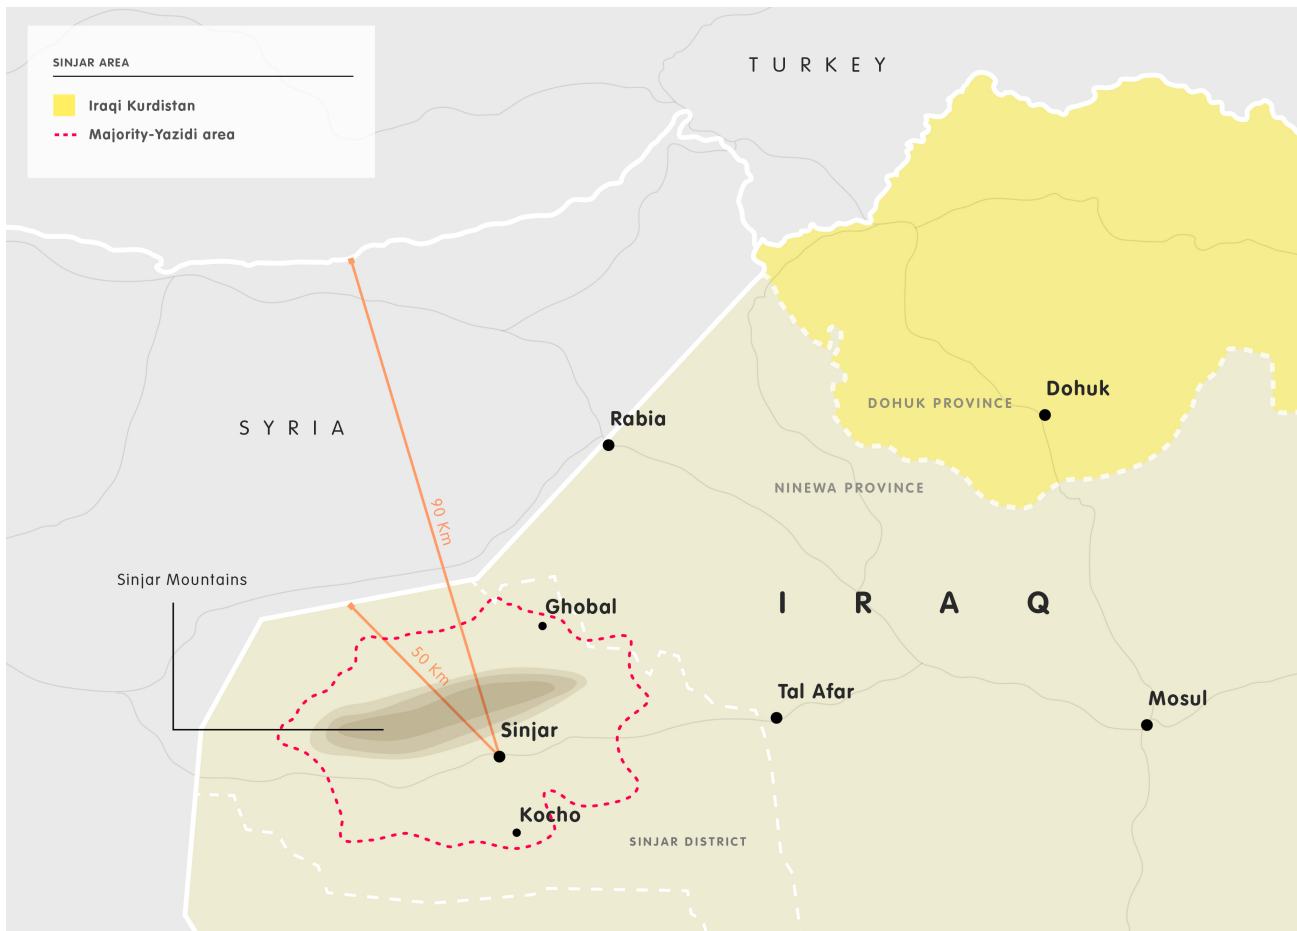 SINJAR AREA
Iraqi Kurdistan
Majority-Yazidi area
TURKEY
Dohuk
DOHUK PROVINCE
Rabia
SYRIA
NINEWA PROVINCE
90 Km
Sinjar Mountains
Ghobal
IRAQ
50 Km
Tal Afar
Mosul
Sinjar
Kocho
SINJAR DISTRICT